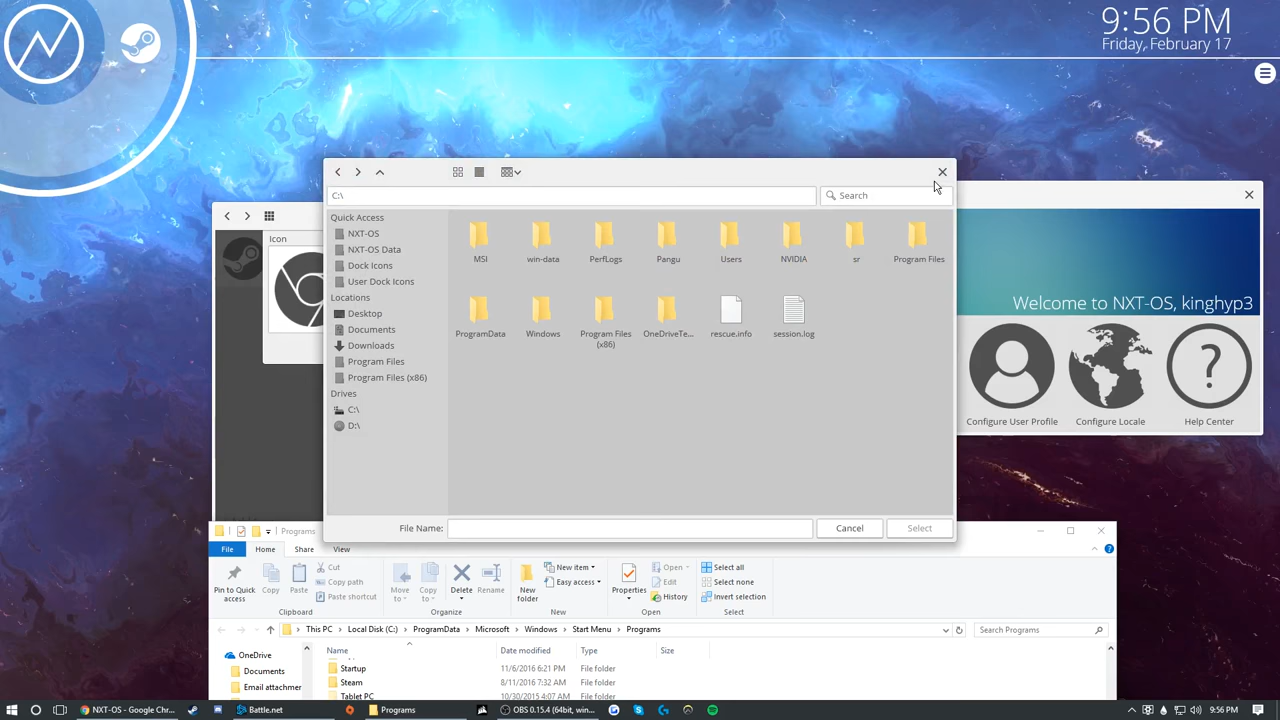 9:56 PM
Friday, February 17
C:\
Search
Quick Access
NXT-OS
NXT-OS Data
Dock Icons
User Dock Icons
Locations
Desktop
Documents
Downloads
Program Files
Program Files (x86)
Drives
C:\
D:\
MSI
win-data
PerfLogs
Pangu
Users
NVIDIA
sr
Program Files
ProgramData
Windows
Program Files
(x86)
OneDriveTe...
rescue.info
session.log
File Name:
Cancel
Select
Icon
Welcome to NXT-OS, kinghyp3
Configure User Profile
Configure Locale
Help Center
Programs
File
Home
Share
View
Pin to Quick
access
Copy
Paste
Cut
Copy path
Paste shortcut
Clipboard
Move
to
Copy
to
Delete
Rename
Organize
New
folder
New item
Easy access
New
Properties
Open
Edit
History
Open
Select all
Select none
Invert selection
Select
This PC
Local Disk (C:)
ProgramData
Microsoft
Windows
Start Menu
Programs
Search Programs
Name
Date modified
Type
Size
OneDrive
Documents
Email attachmer
Startup
11/6/2016 6:21 PM
File folder
Steam
8/11/2016 7:32 AM
File folder
Tablet PC
10/30/2015 4:07 AM
File folder
NXT-OS - Google Chr...
Battle.net
Programs
OBS 0.15.4 (64bit, win...
9:56 PM